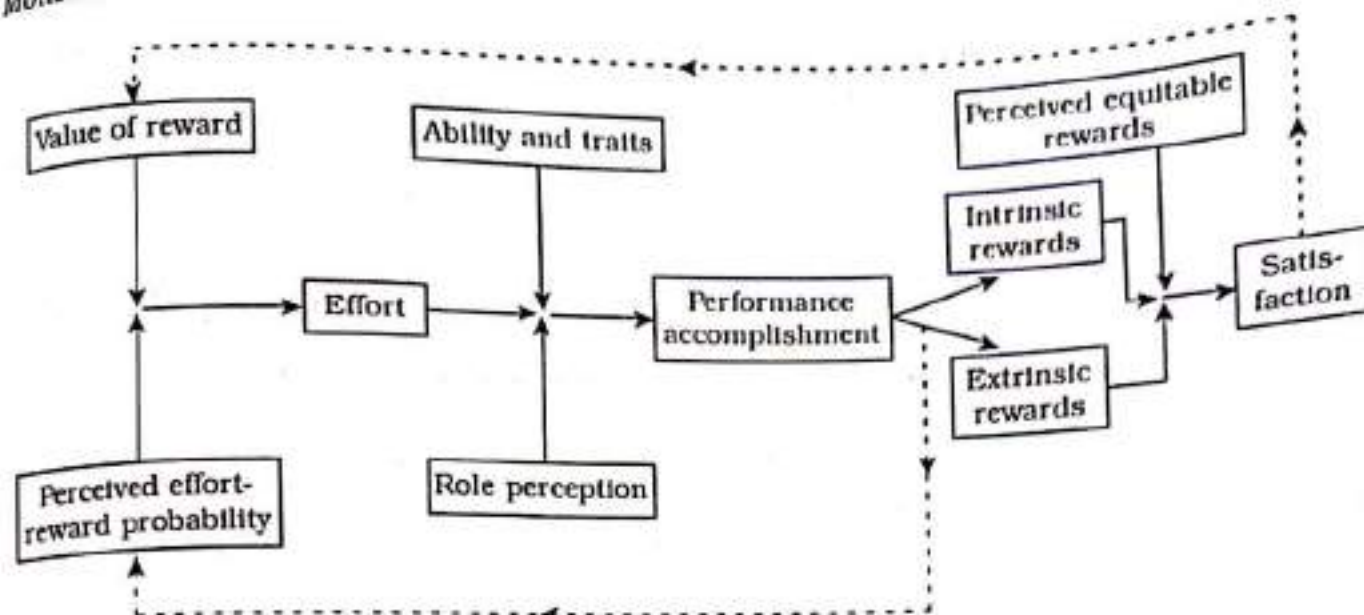 Value of reward
Ability and traits
Perceived equitable
rewards
Intrinsic
rewards
Effort
Performance
accomplishment
Satis-
faction
Extrinsic
rewards
Perceived effort-
reward probability
Role perception